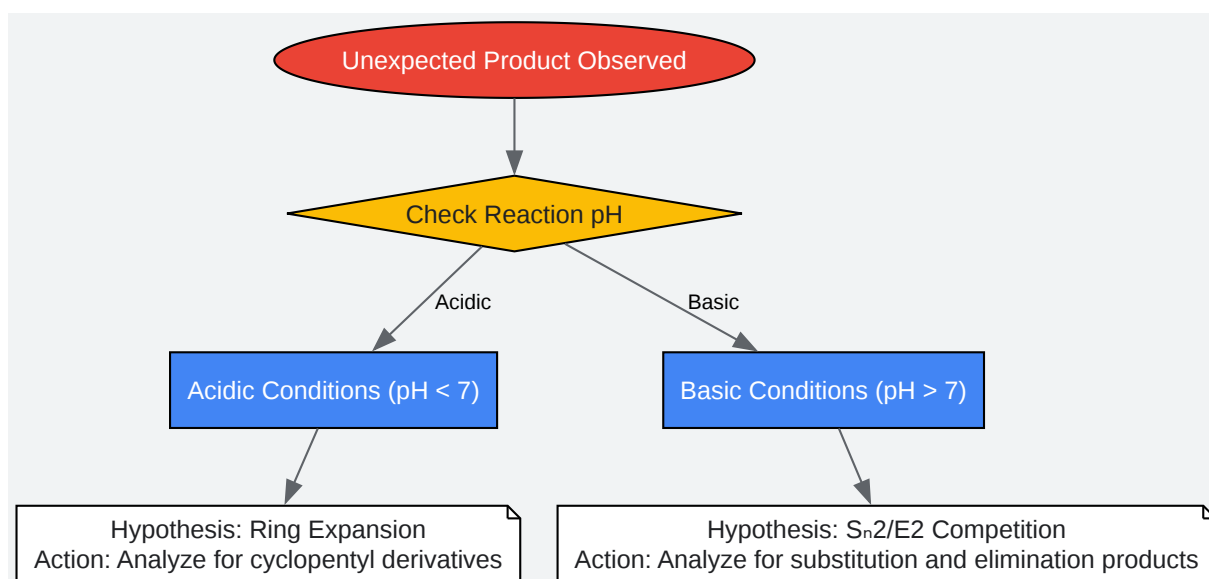 Unexpected Product Observed
Check Reaction pH
Acidic
Basic
Acidic Conditions (pH < 7)
Basic Conditions (pH > 7)
Hypothesis: Ring Expansion
Action: Analyze for cyclopentyl derivatives
Hypothesis: Sₙ2/E2 Competition
Action: Analyze for substitution and elimination products